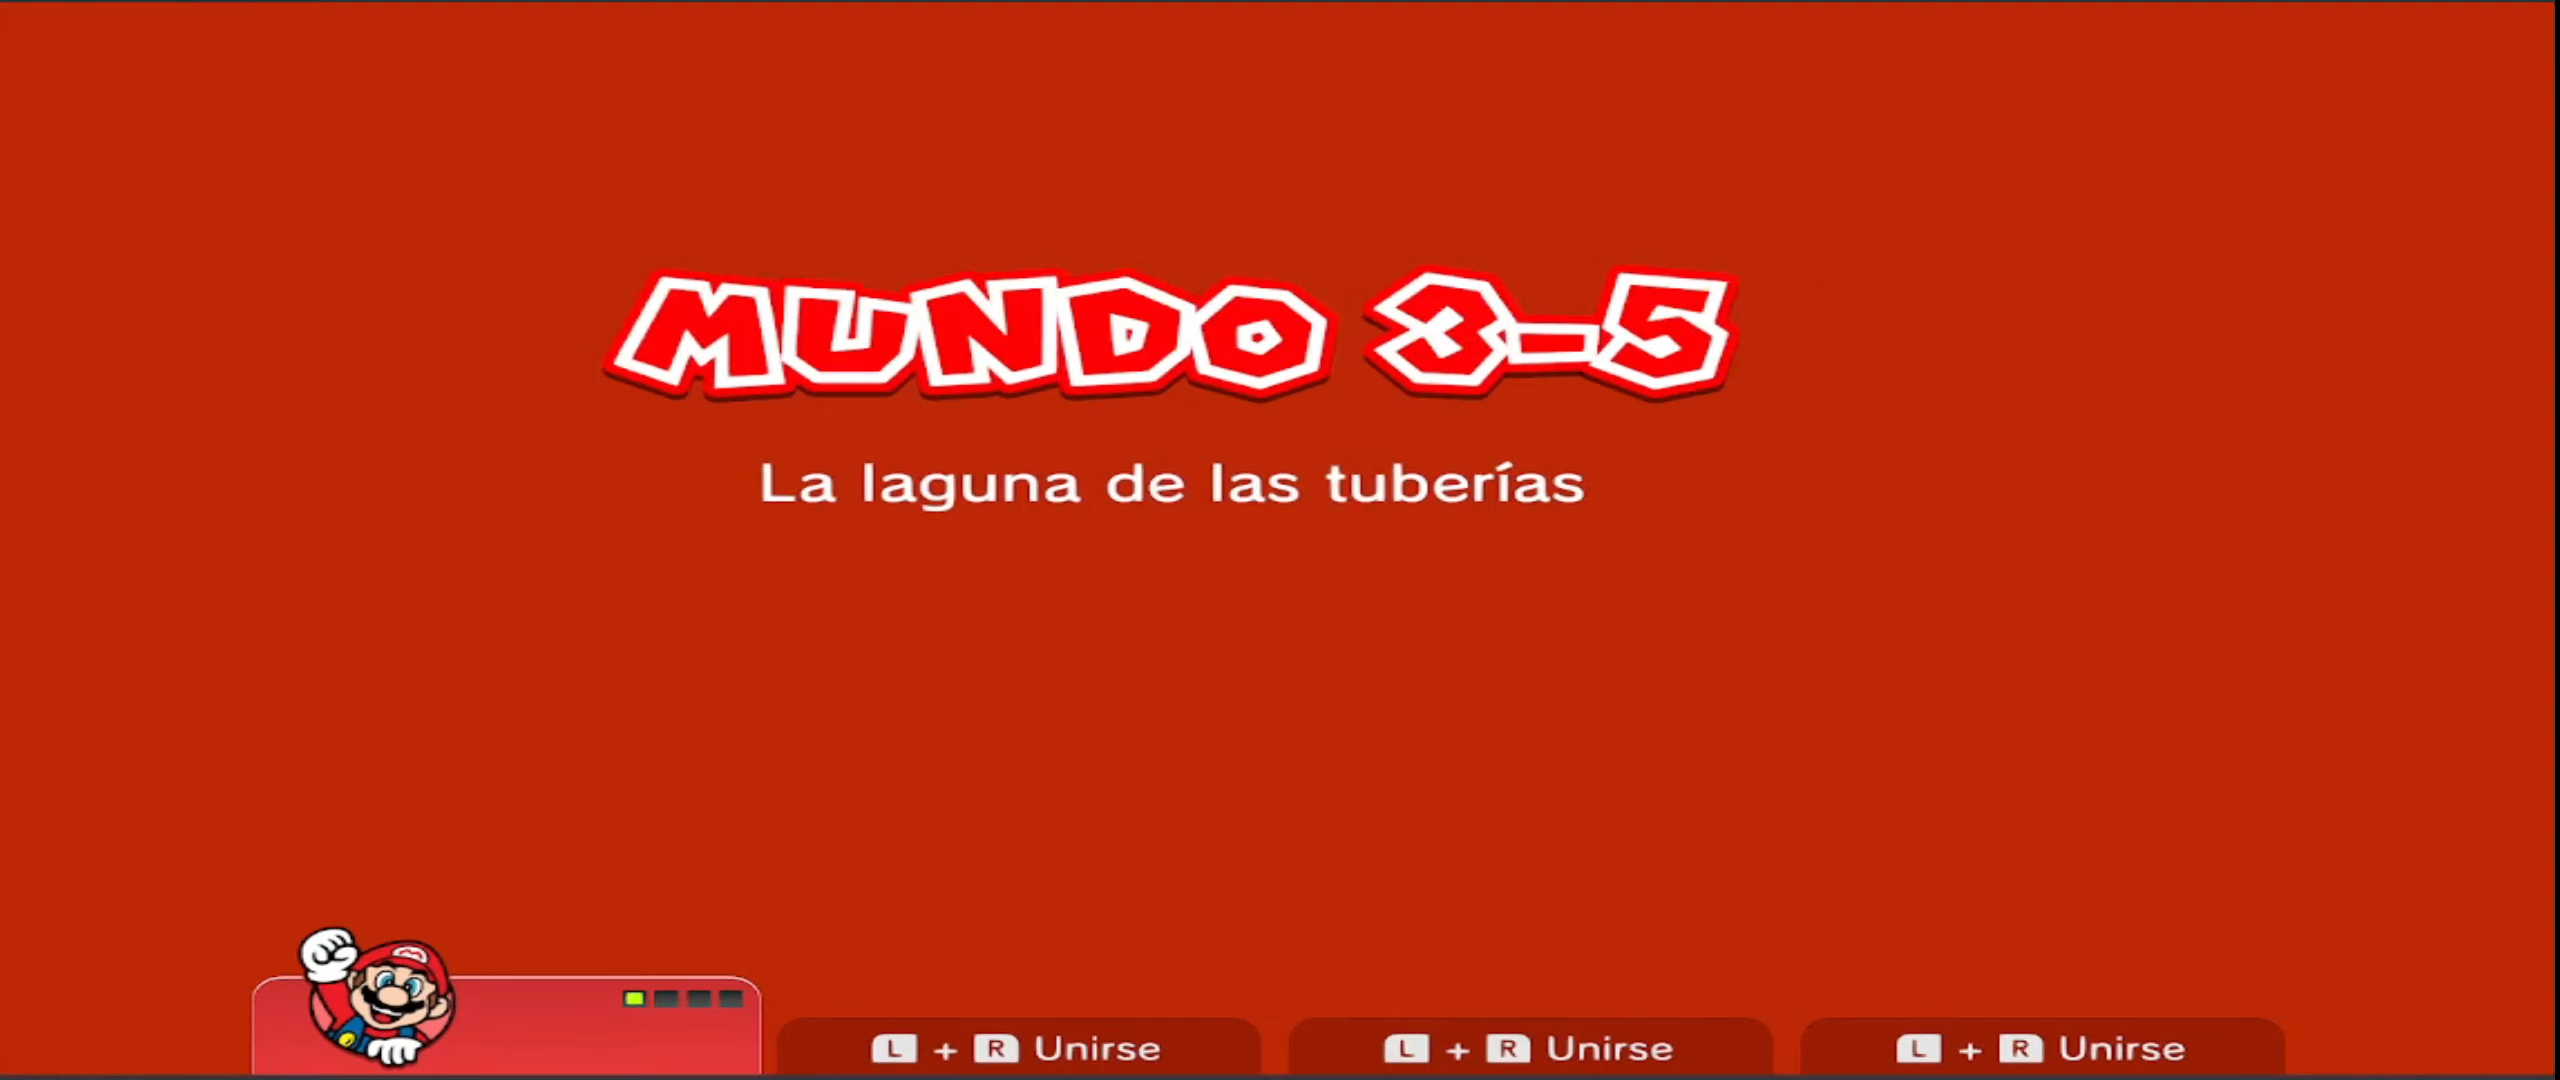 MUNDO 3-5
La laguna de las tuberías
L + R Unirse
L + R Unirse
L + R Unirse